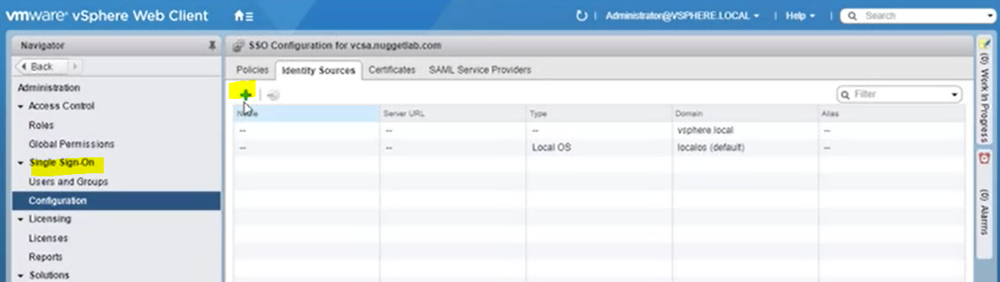 vmware® vSphere Web Client
Administrator@VSPHERE.LOCAL
Help
Search
Navigator
Back
Administration
Access Control
Roles
Global Permissions
Single Sign-On
Users and Groups
Configuration
Licensing
Licenses
Reports
Solutions
SSO Configuration for vcsa.nuggetlab.com
Policies Identity Sources Certificates SAML Service Providers
Filter
Name Server URL Type Domain Alias
-- -- -- vsphere.local --
-- -- Local OS localos (default) --
(0) Work In Progress
(0) Alarms